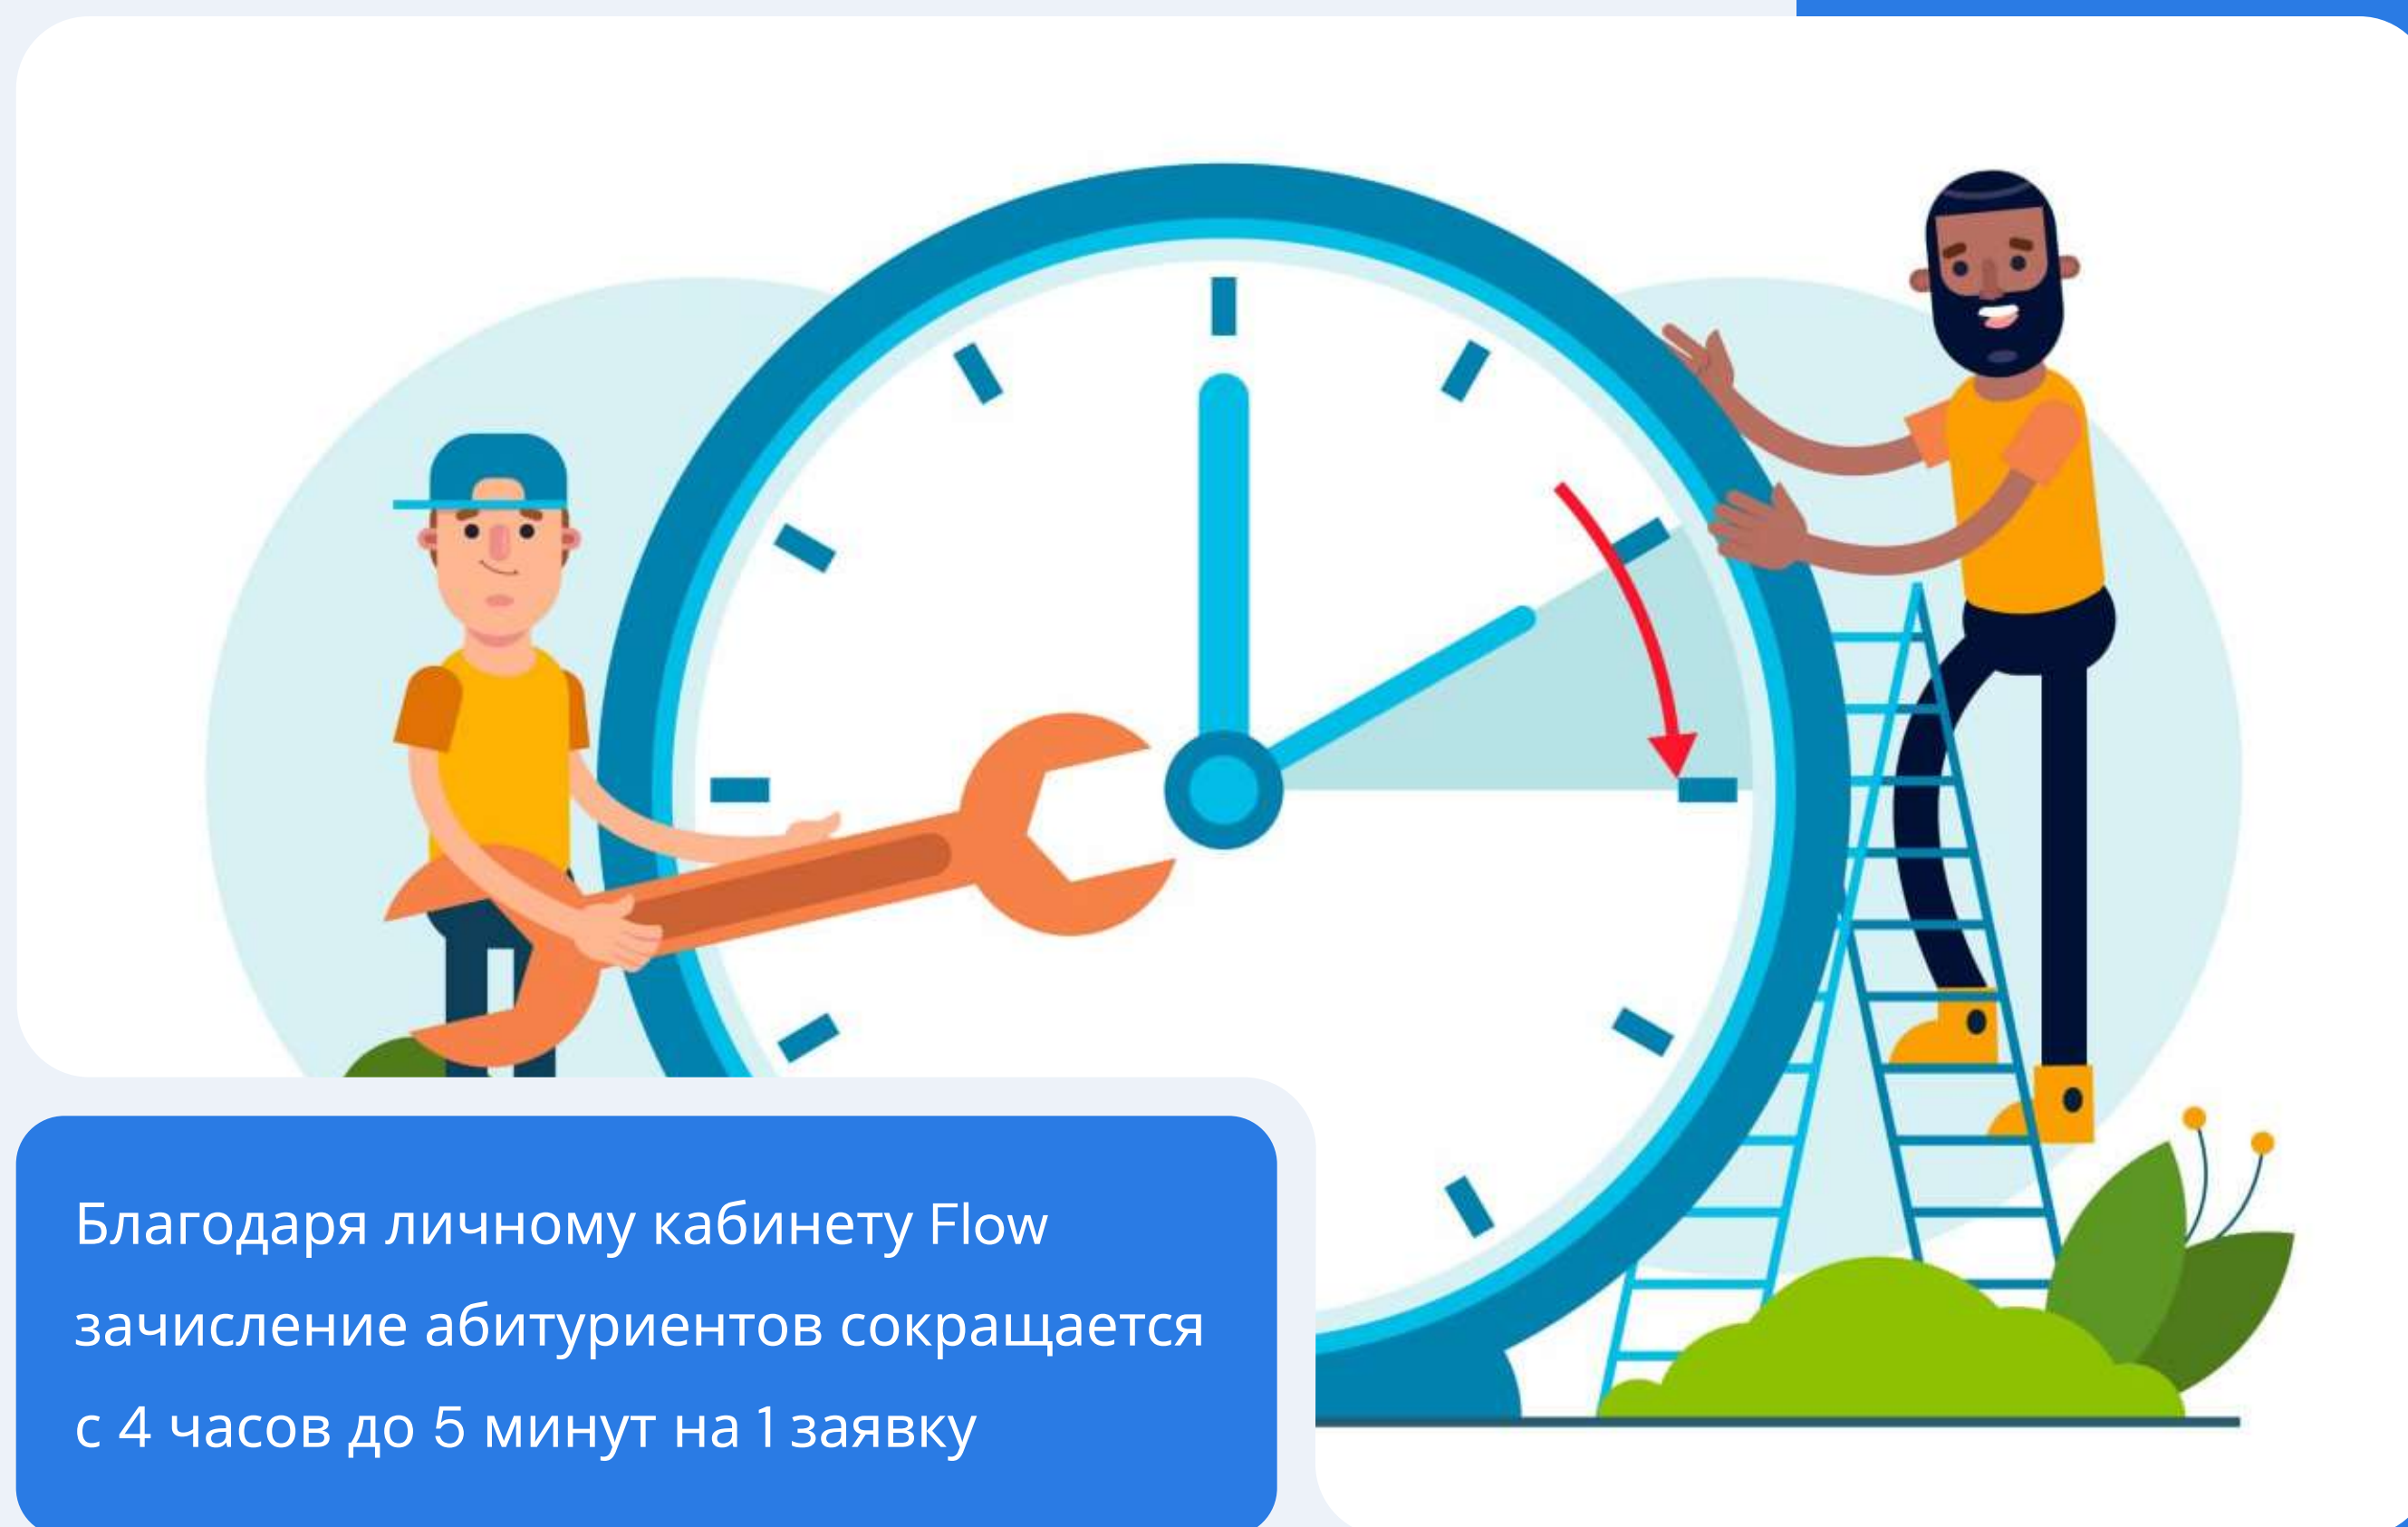 Благодаря личному кабинету Flow
зачисление абитуриентов сокращается
с 4 часов до 5 минут на 1 заявку